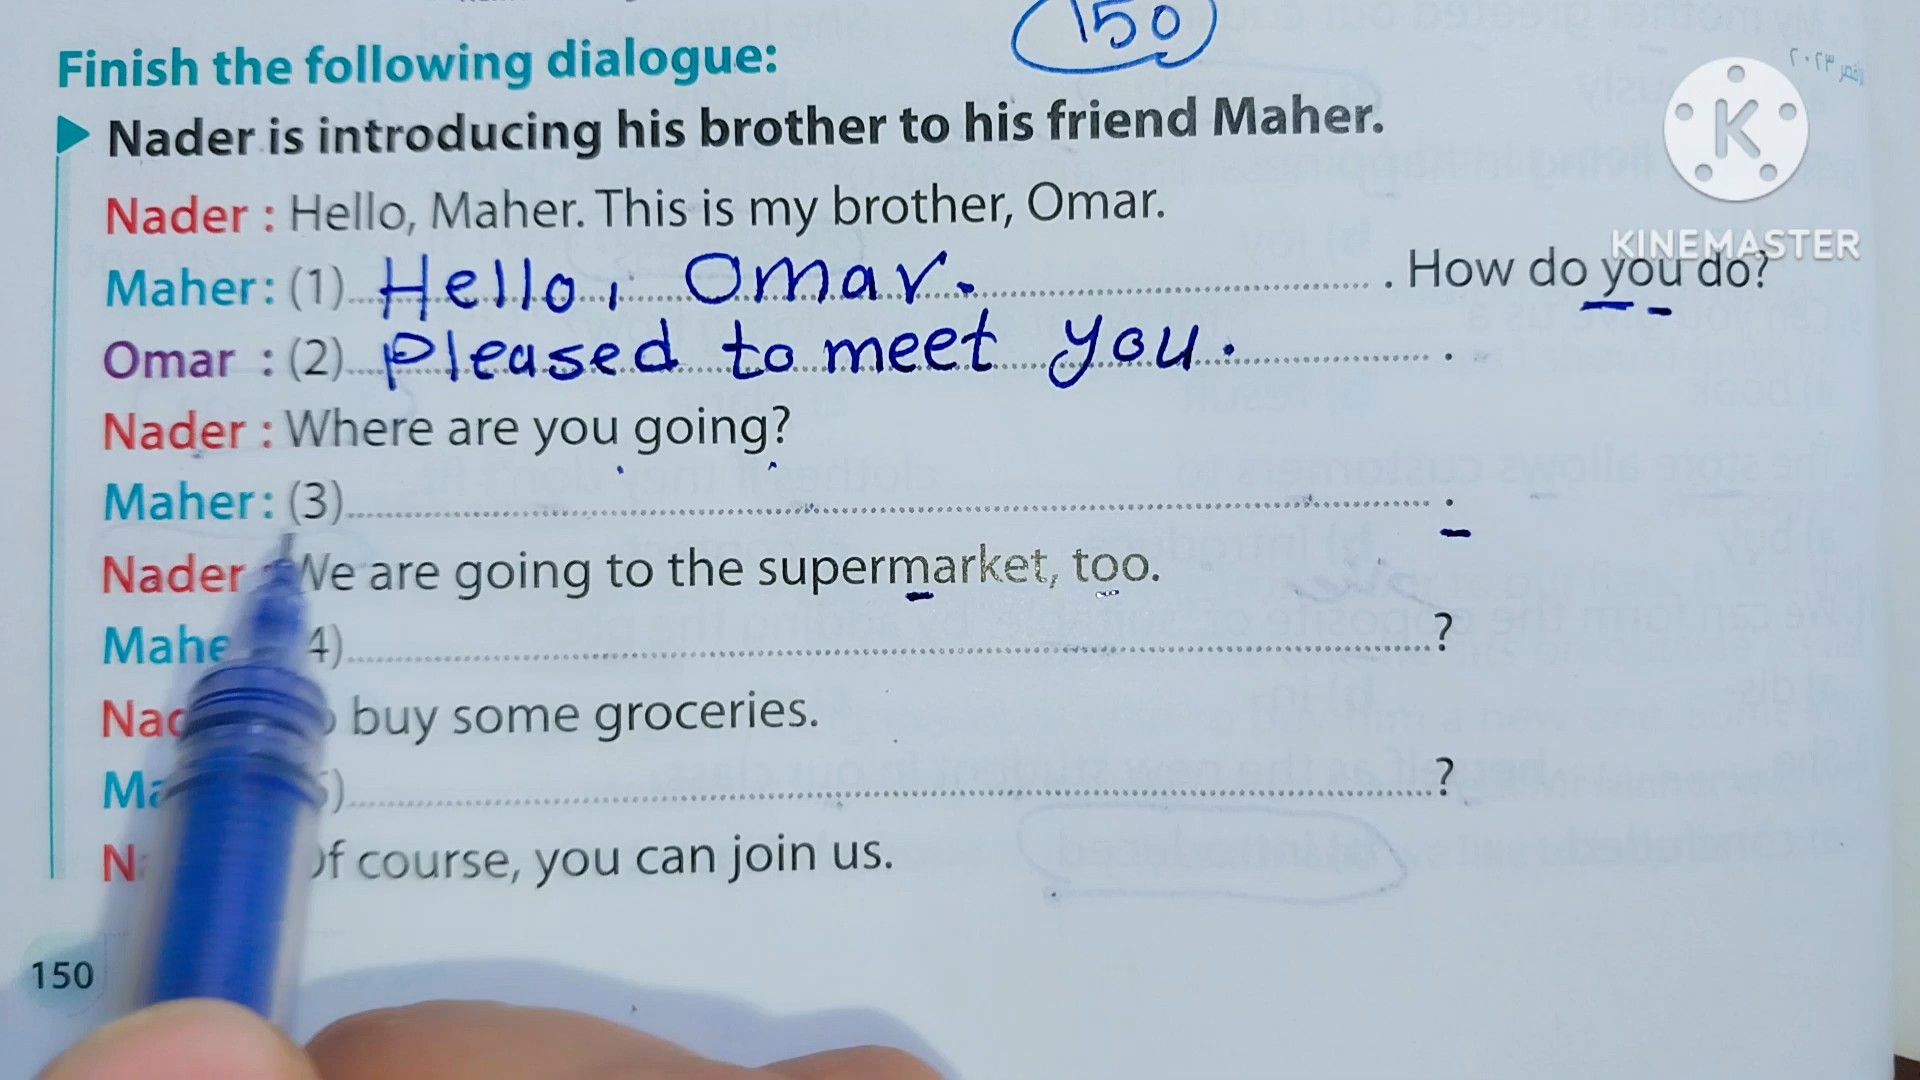 150
Finish the following dialogue:
Nader is introducing his brother to his friend Maher.
K
KINEMASTER
Nader : Hello, Maher. This is my brother, Omar.
Maher: (1) Hello, Omar. . How do you do?
Omar : (2) pleased to meet you. .
Nader : Where are you going?
Maher: (3) .
Nader We are going to the supermarket, too.
Mahe 4) ?
Nad buy some groceries.
Ma ) ?
N f course, you can join us.
150